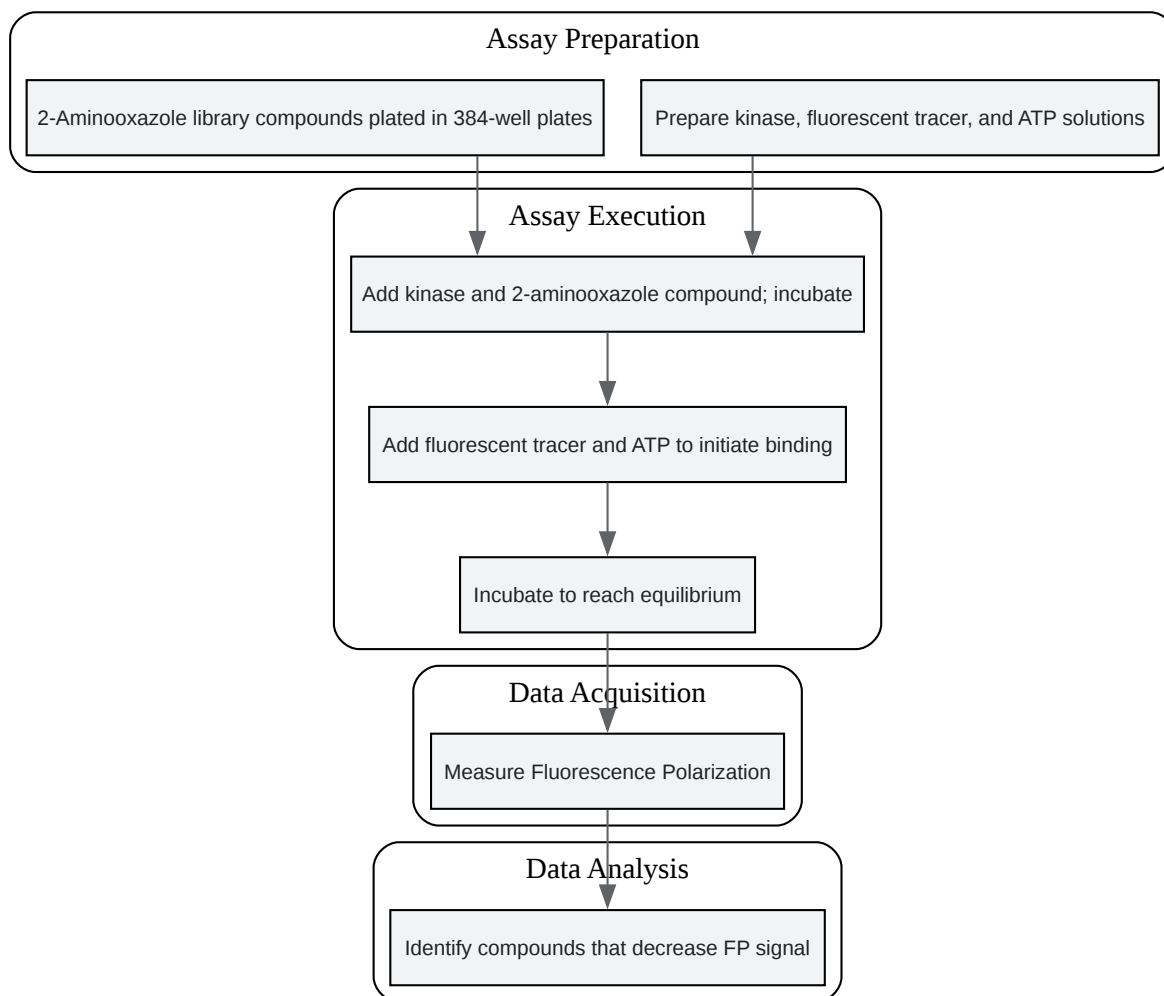 Assay Preparation
2-Aminooxazole library compounds plated in 384-well plates
Prepare kinase, fluorescent tracer, and ATP solutions
Assay Execution
Add kinase and 2-aminooxazole compound; incubate
Add fluorescent tracer and ATP to initiate binding
Incubate to reach equilibrium
Data Acquisition
Measure Fluorescence Polarization
Data Analysis
Identify compounds that decrease FP signal